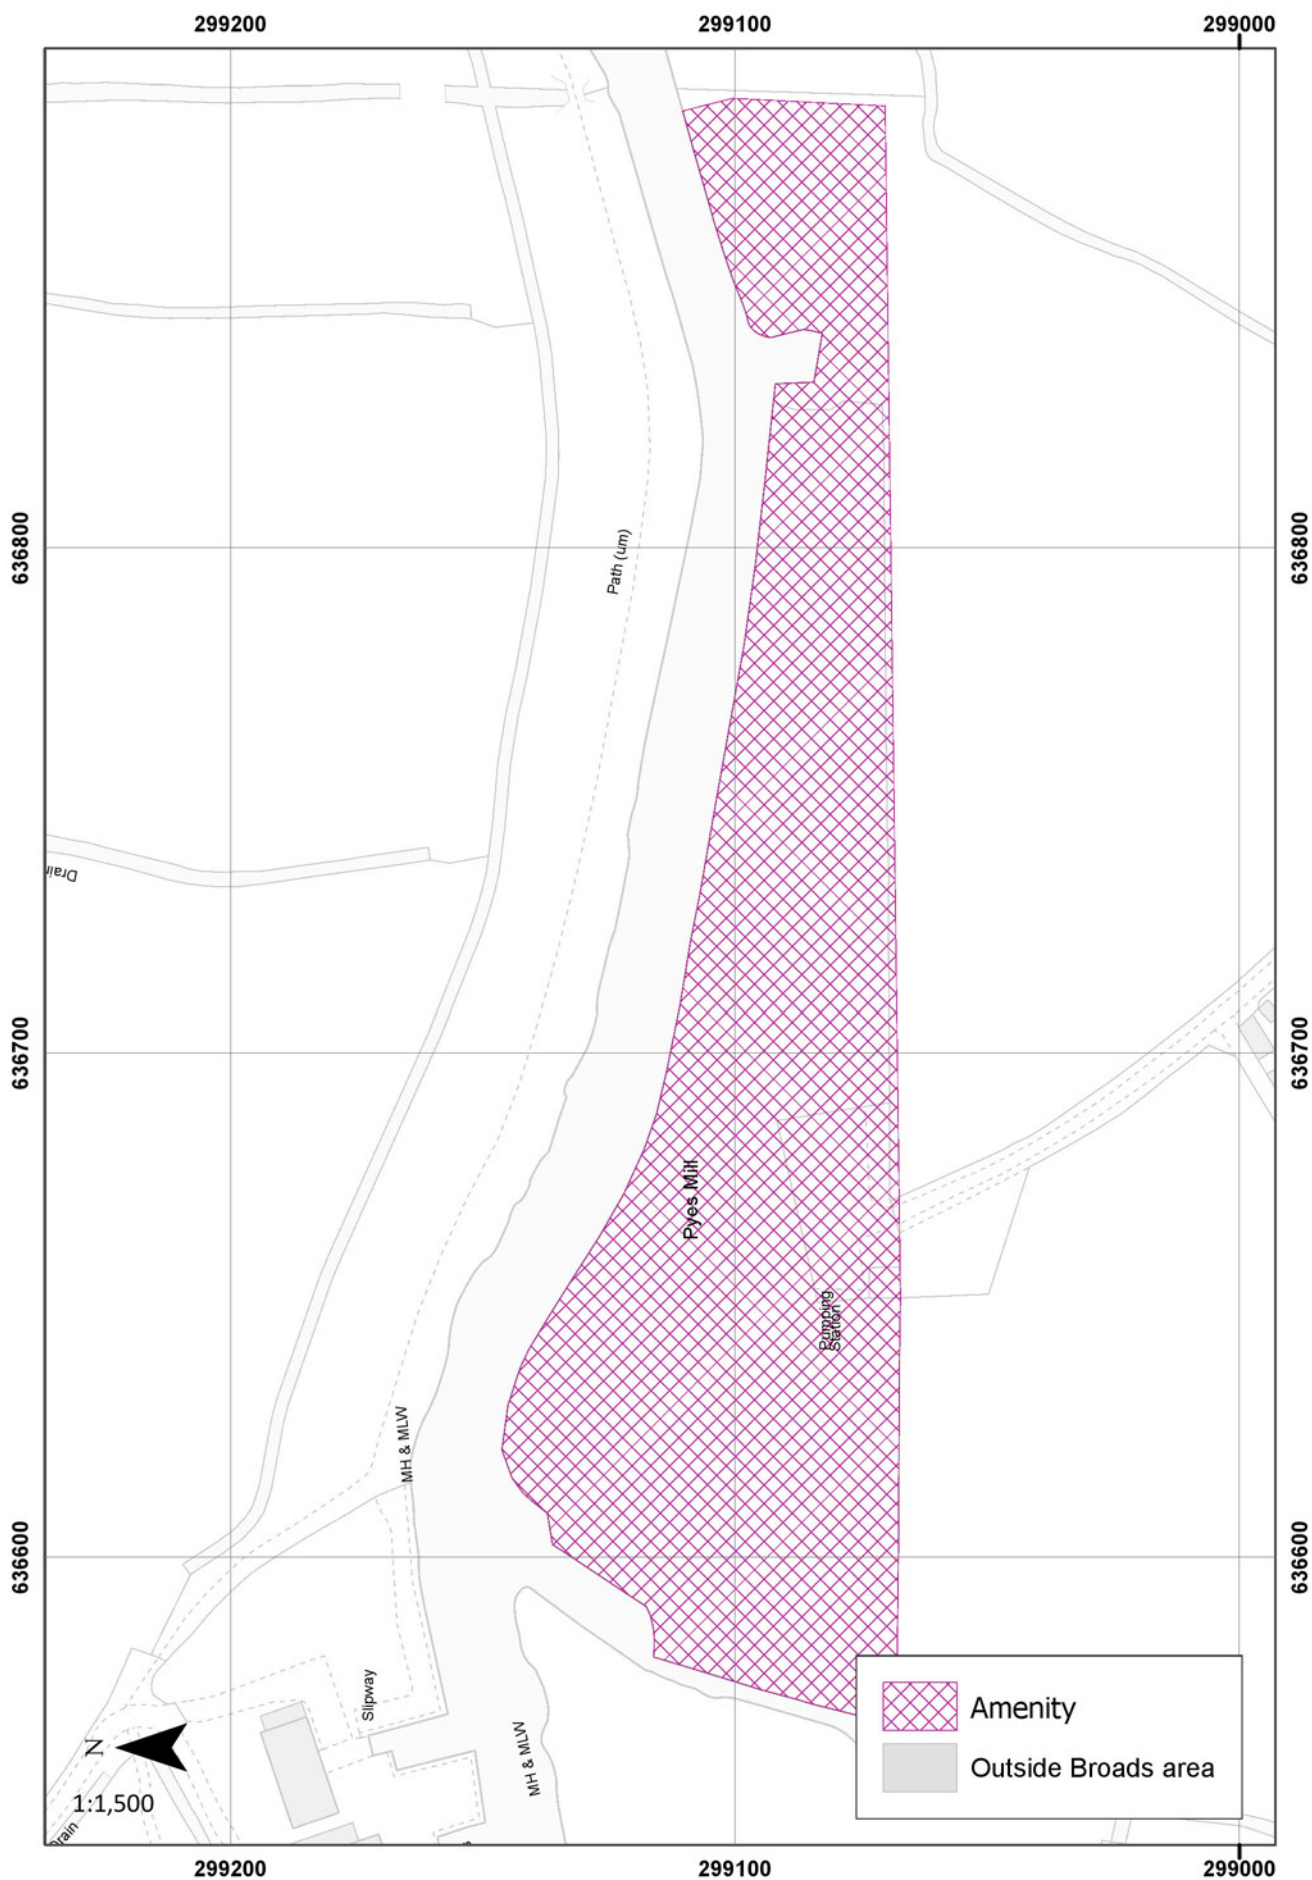 299200 299100 299000
636800 636800
Path (um)
Drain
636700 636700
Pyes Mill
Pumping
Station
MH & MLW
636600 636600
Slipway
MH & MLW
Amenity
Outside Broads area
N
1:1,500
Drain
299200 299100 299000